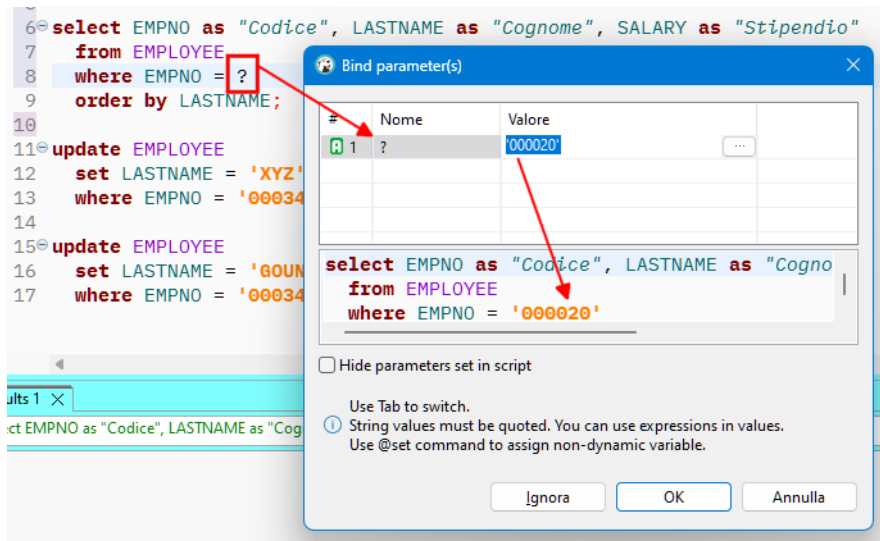 6 select EMPNO as "Codice", LASTNAME as "Cognome", SALARY as "Stipendio"
7 from EMPLOYEE
8 where EMPNO = ?
9 order by LASTNAME;
10
11 update EMPLOYEE
12 set LASTNAME = 'XYZ'
13 where EMPNO = '00034
14
15 update EMPLOYEE
16 set LASTNAME = 'GOUN
17 where EMPNO = '00034
ults 1
ct EMPNO as "Codice", LASTNAME as "Cog
Bind parameter(s)
# Nome Valore
1 ? '000020' ...
select EMPNO as "Codice", LASTNAME as "Cogno
from EMPLOYEE
where EMPNO = '000020'
Hide parameters set in script
Use Tab to switch.
String values must be quoted. You can use expressions in values.
Use @set command to assign non-dynamic variable.
Ignora OK Annulla